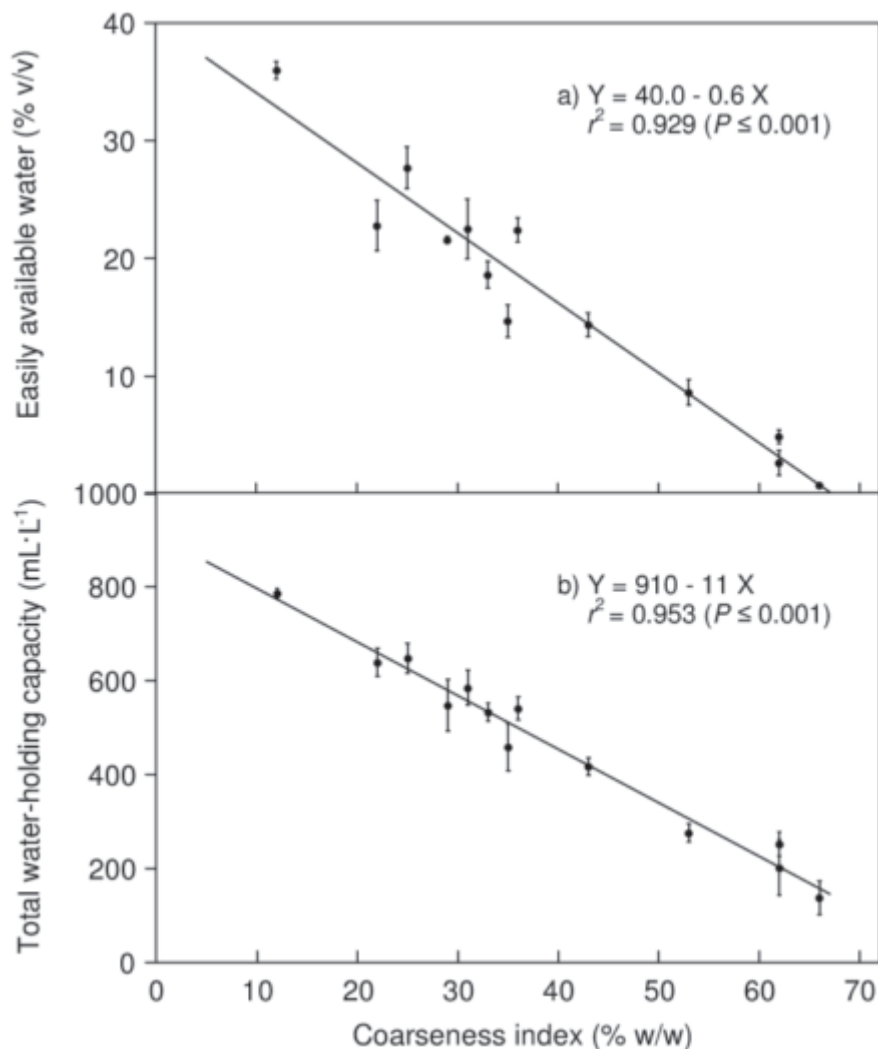 Easily available water (% v/v)
40
30
20
10
a) Y = 40.0 - 0.6 X
r² = 0.929 (P ≤ 0.001)
Total water-holding capacity (mL·L⁻¹)
1000
800
600
400
200
0
b) Y = 910 - 11 X
r² = 0.953 (P ≤ 0.001)
0 10 20 30 40 50 60 70
Coarseness index (% w/w)